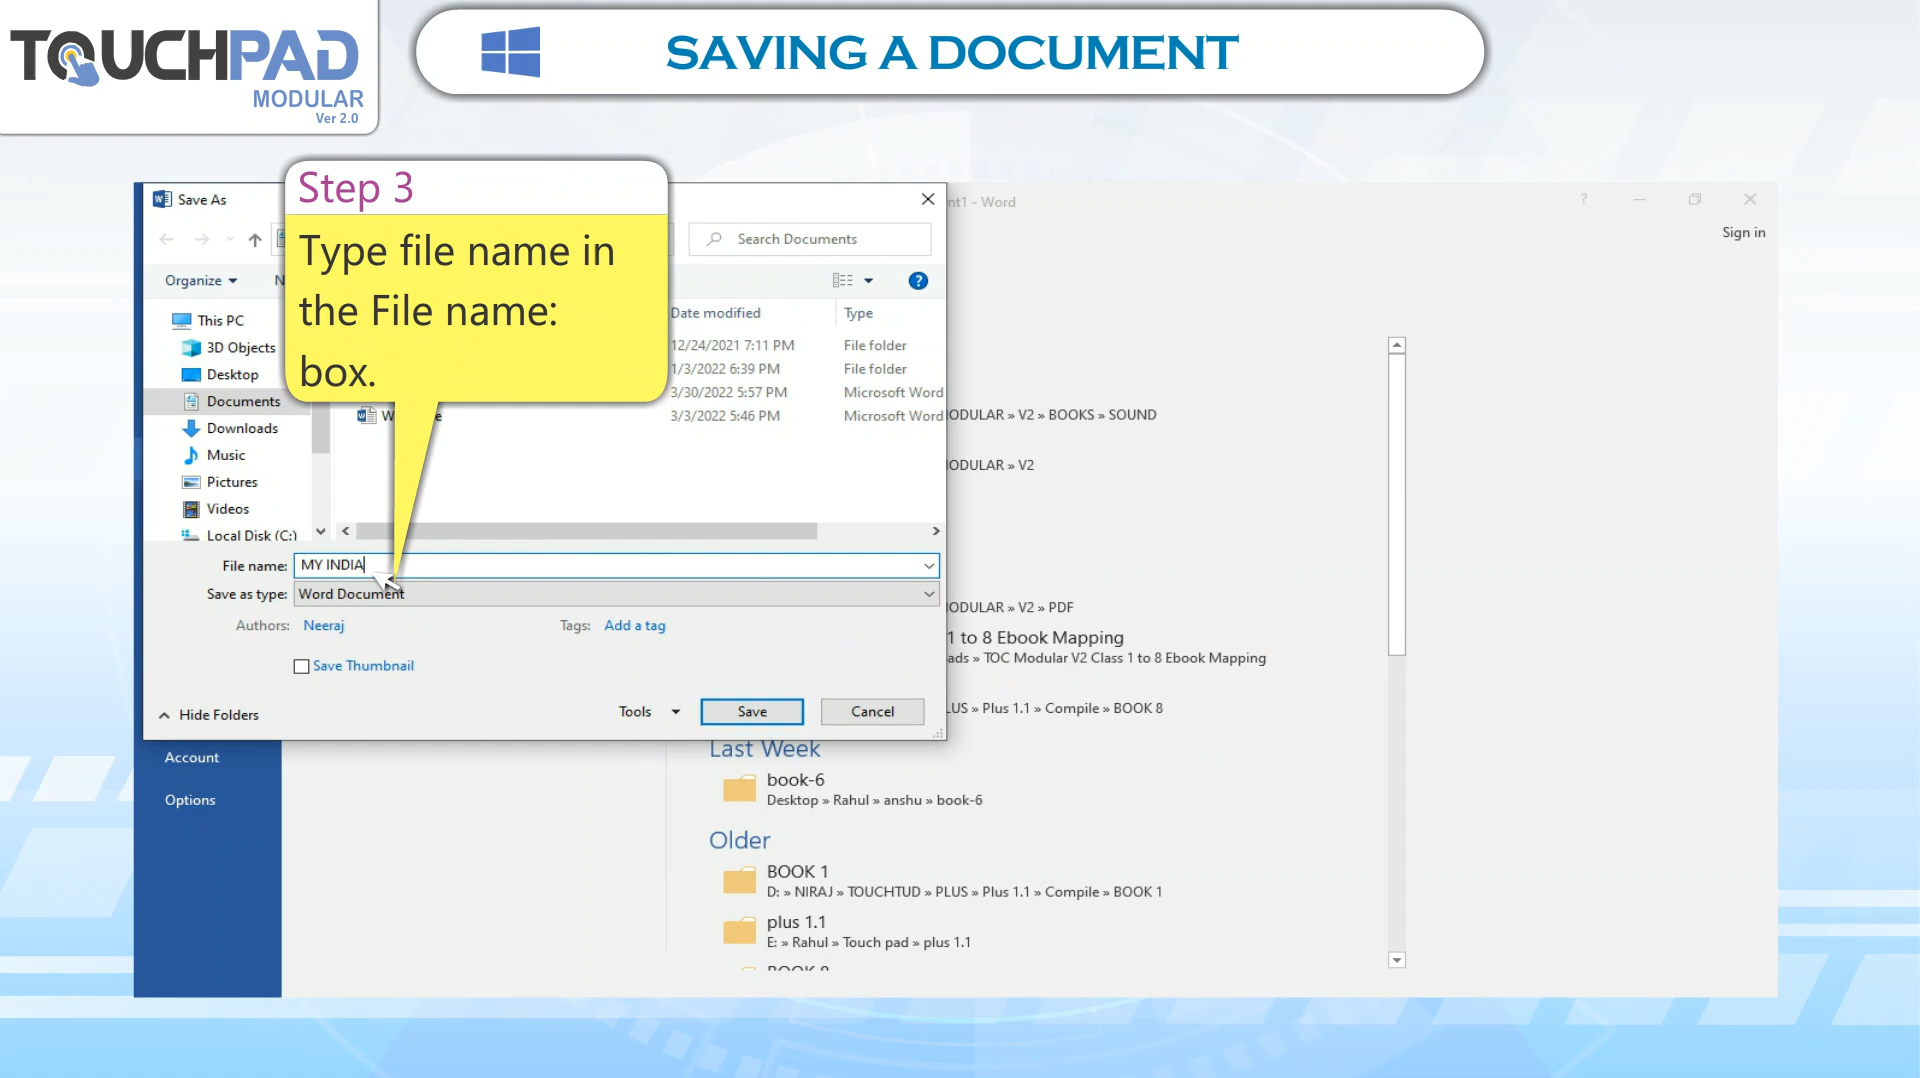 TOUCHPAD
MODULAR
Ver 2.0
SAVING A DOCUMENT
Save As
Step 3
Type file name in
the File name:
box.
nt1 - Word
?
Sign in
Search Documents
Organize
N
?
Date modified
Type
This PC
3D Objects
Desktop
Documents
Downloads
Music
Pictures
Videos
Local Disk (C:)
12/24/2021 7:11 PM
File folder
1/3/2022 6:39 PM
File folder
3/30/2022 5:57 PM
Microsoft Word
W
e
3/3/2022 5:46 PM
Microsoft Word
File name:
MY INDIA
Save as type:
Word Document
Authors:
Neeraj
Tags:
Add a tag
Save Thumbnail
Hide Folders
Tools
Save
Cancel
ODULAR » V2 » BOOKS » SOUND
ODULAR » V2
ODULAR » V2 » PDF
1 to 8 Ebook Mapping
ads » TOC Modular V2 Class 1 to 8 Ebook Mapping
LUS » Plus 1.1 » Compile » BOOK 8
Account
Options
Last Week
book-6
Desktop » Rahul » anshu » book-6
Older
BOOK 1
D: » NIRAJ » TOUCHTUD » PLUS » Plus 1.1 » Compile » BOOK 1
plus 1.1
E: » Rahul » Touch pad » plus 1.1